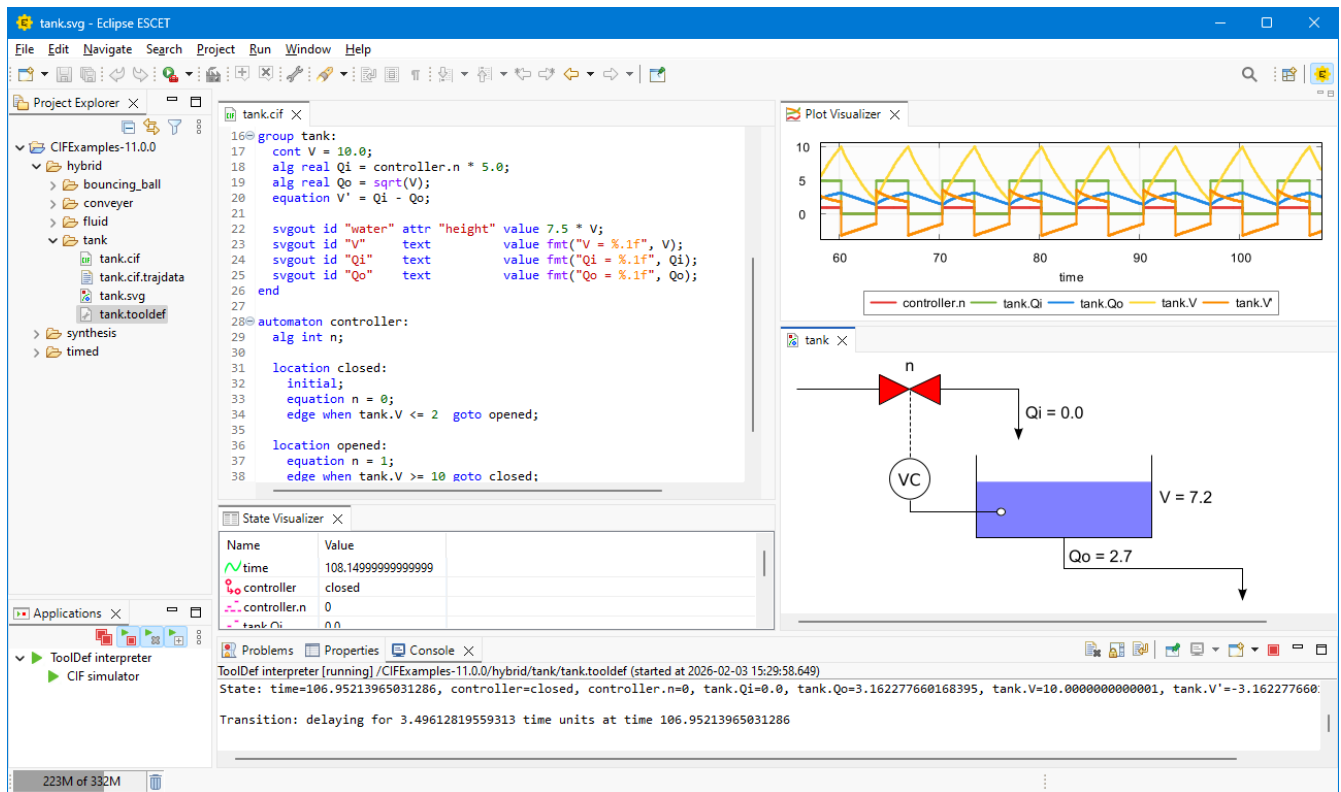 tank.svg - Eclipse ESCET
File Edit Navigate Search Project Run Window Help
Project Explorer
CIFExamples-11.0.0
hybrid
bouncing_ball
conveyer
fluid
tank
tank.cif
tank.cif.trajdata
tank.svg
tank.tooldef
synthesis
timed
tank.cif
16 group tank:
17 cont V = 10.0;
18 alg real Qi = controller.n * 5.0;
19 alg real Qo = sqrt(V);
20 equation V' = Qi - Qo;
21
22 svgout id "water" attr "height" value 7.5 * V;
23 svgout id "V" text value fmt("V = %.1f", V);
24 svgout id "Qi" text value fmt("Qi = %.1f", Qi);
25 svgout id "Qo" text value fmt("Qo = %.1f", Qo);
26 end
27
28 automaton controller:
29 alg int n;
30
31 location closed:
32 initial;
33 equation n = 0;
34 edge when tank.V <= 2 goto opened;
35
36 location opened:
37 equation n = 1;
38 edge when tank.V >= 10 goto closed;
Plot Visualizer
10
5
0
60 70 80 90 100
time
controller.n tank.Qi tank.Qo tank.V tank.V'
tank
n
Qi = 0.0
VC
V = 7.2
Qo = 2.7
State Visualizer
Name Value
time 108.14999999999999
controller closed
controller.n 0
tank.Qi 0.0
Applications
ToolDef interpreter
CIF simulator
Problems Properties Console
ToolDef interpreter [running] /CIFExamples-11.0.0/hybrid/tank/tank.tooldef (started at 2026-02-03 15:29:58.649)
State: time=106.95213965031286, controller=closed, controller.n=0, tank.Qi=0.0, tank.Qo=3.162277660168395, tank.V=10.0000000000001, tank.V'=-3.1622776601
Transition: delaying for 3.49612819559313 time units at time 106.95213965031286
223M of 332M